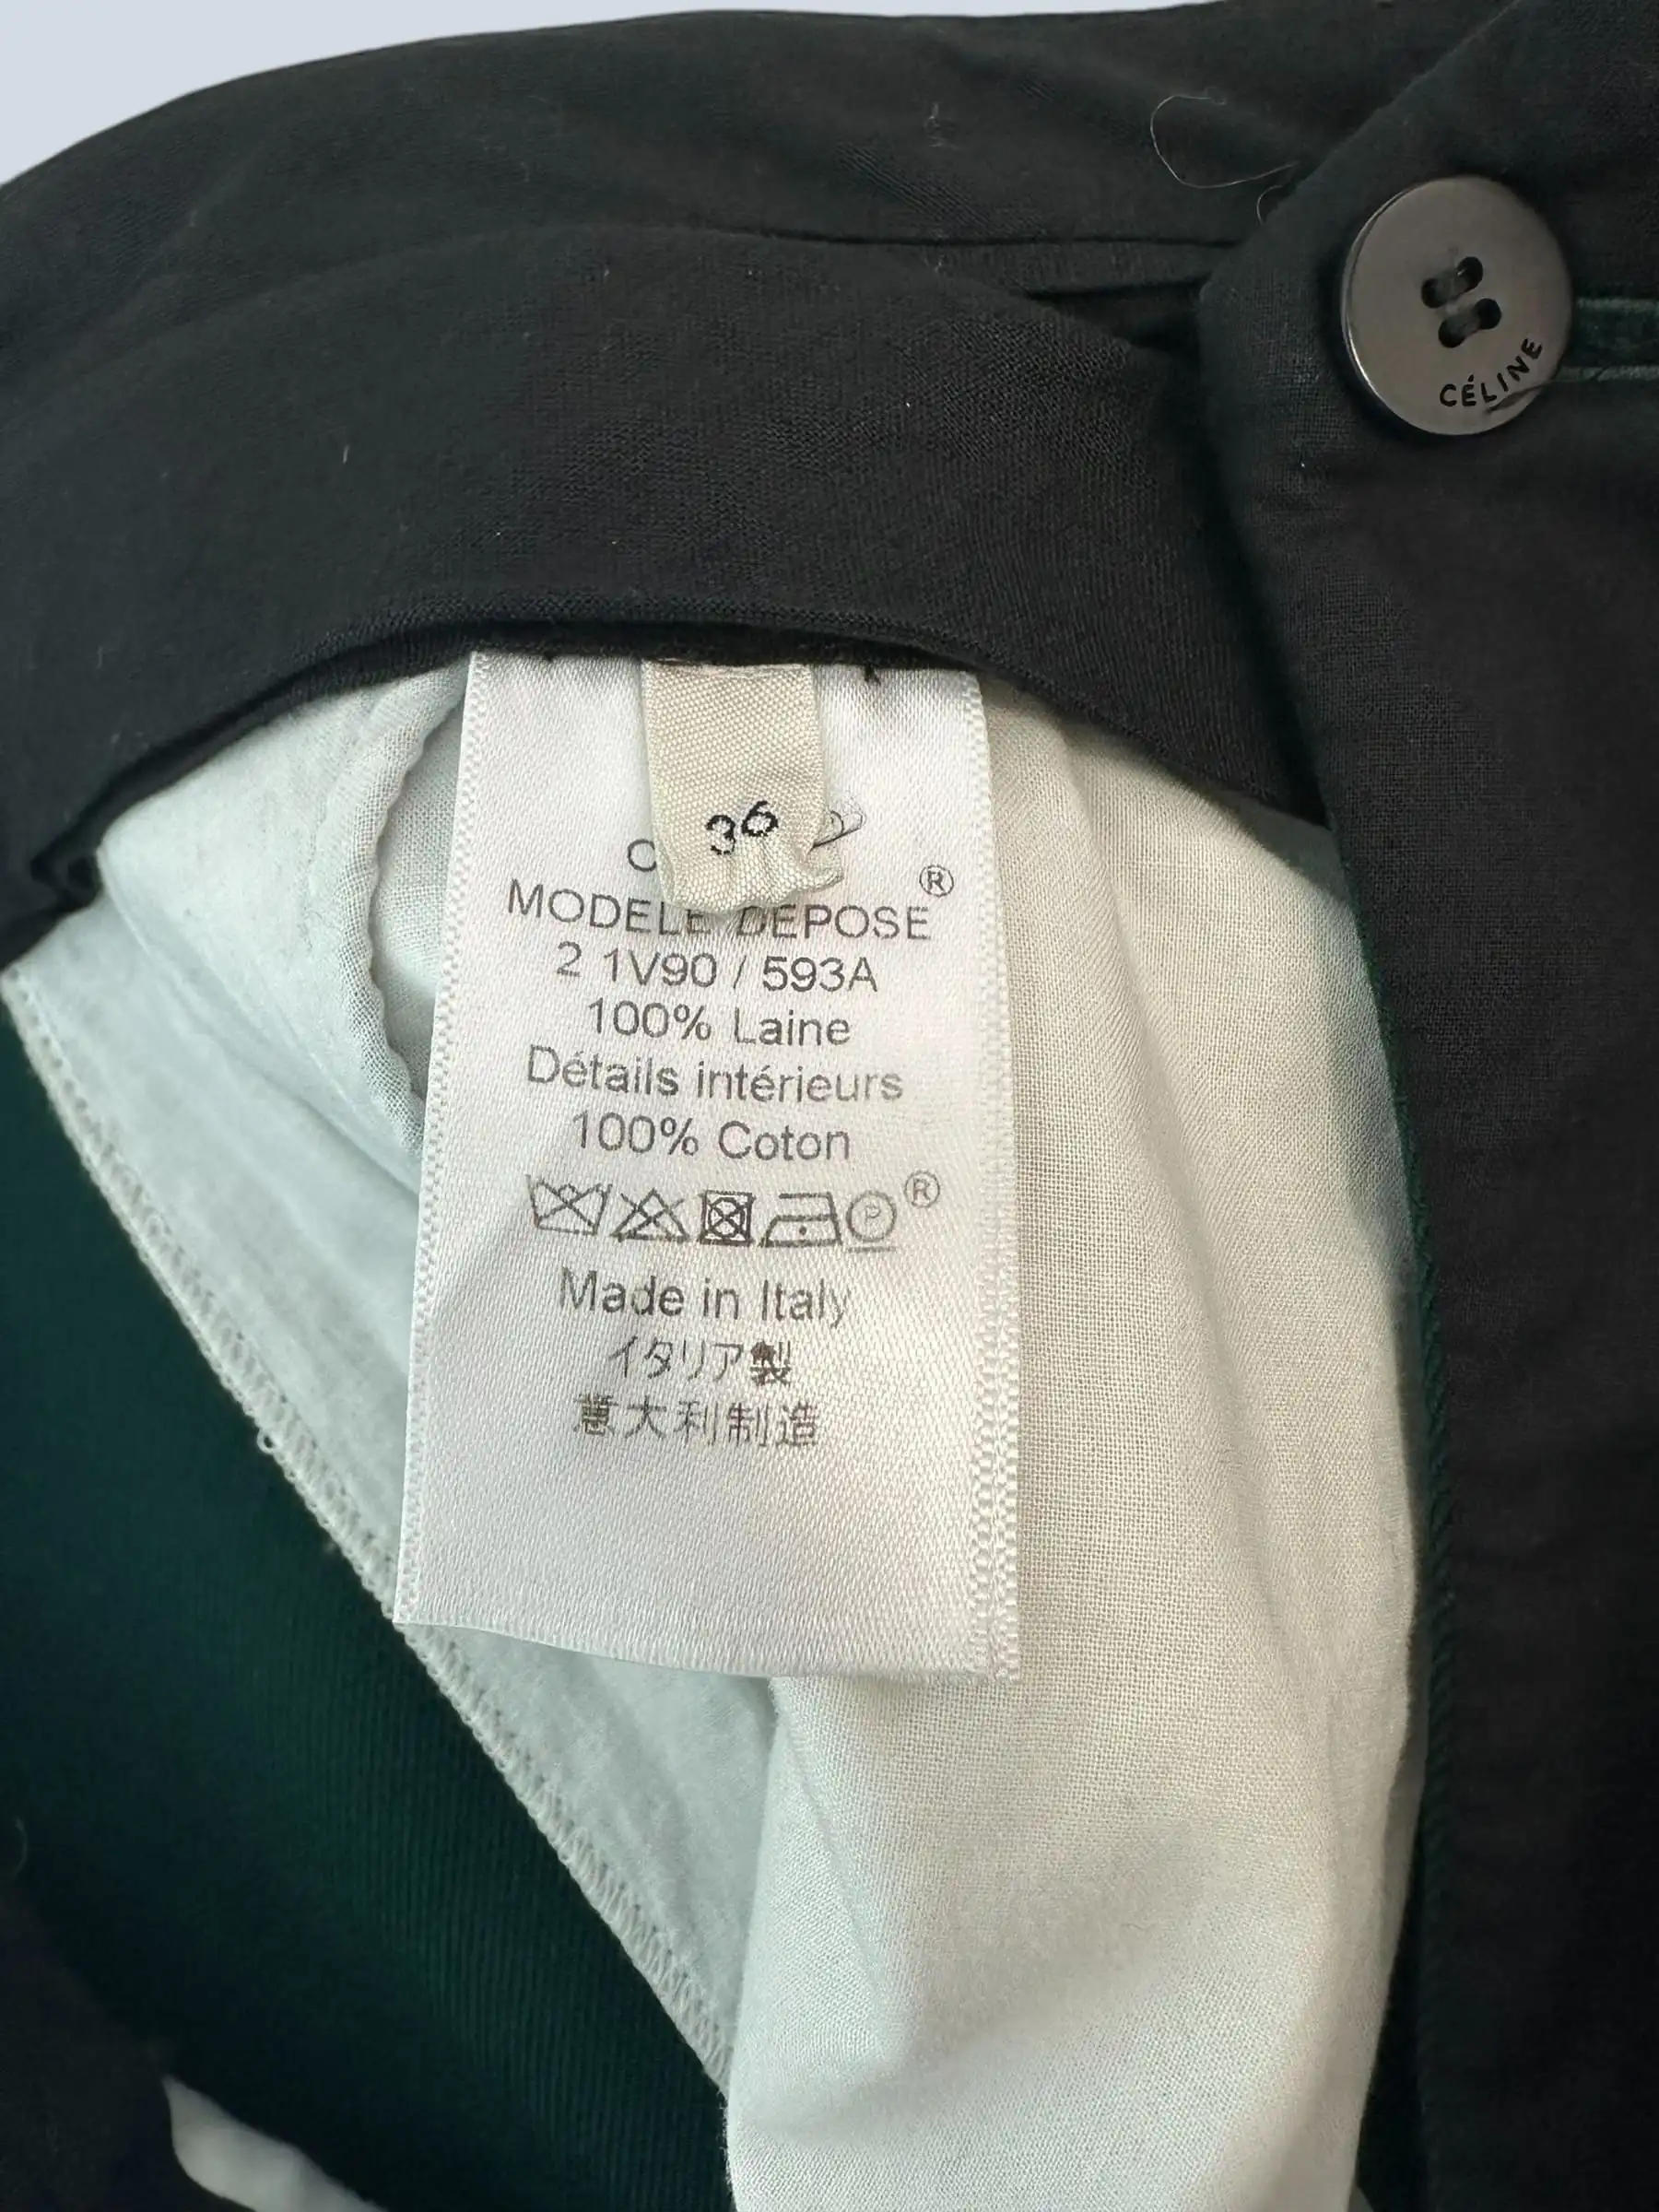 CÉLINE
36
MODELE DEPOSE®
2 1V90 / 593A
100% Laine
Détails intérieurs
100% Coton
P ®
Made in Italy
イタリア製
意大利制造